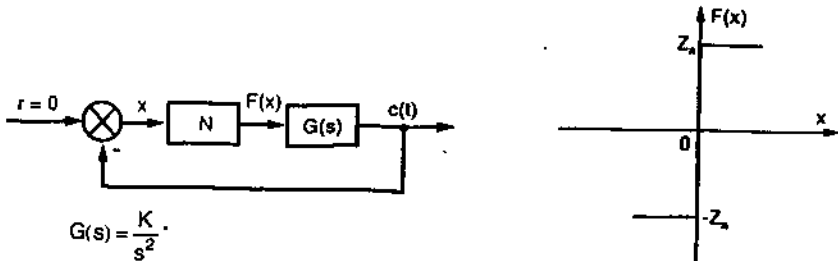 r = 0
x
N
F(x)
G(s)
c(t)
-
G(s) = K/s²
F(x)
Zₐ
x
0
-Zₐ